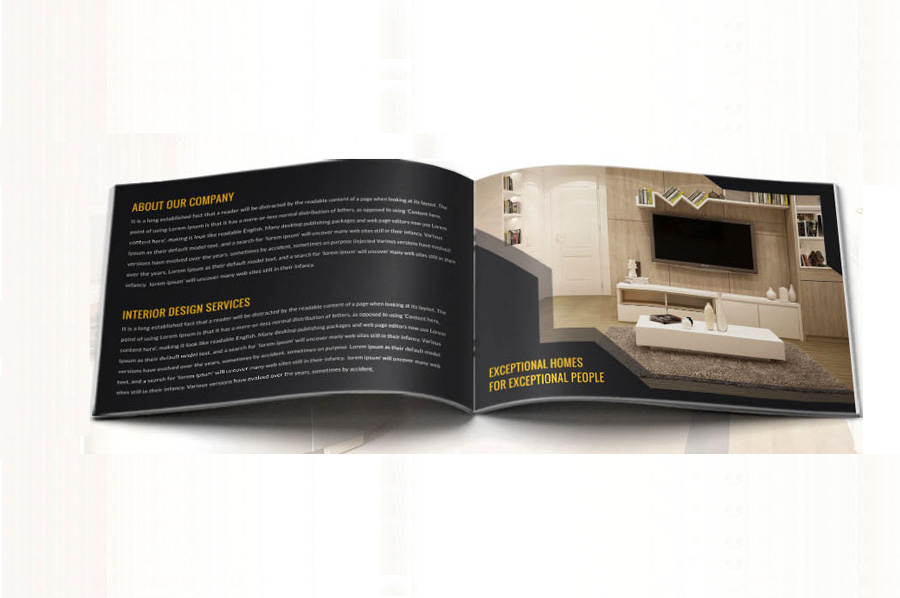 ABOUT OUR COMPANY
It is a long established fact that a reader will be distracted by the readable content of a page when looking at its layout. The
point of using Lorem Ipsum is that it has a more-or-less normal distribution of letters, as opposed to using 'Content here,
content here', making it look like readable English. Many desktop publishing packages and web page editors now use Lorem
Ipsum as their default model text, and a search for 'lorem ipsum' will uncover many web sites still in their infancy. Various
versions have evolved over the years, sometimes by accident, sometimes on purpose (injected Various versions have evolved
over the years, Lorem Ipsum as their default model text, and a search for 'lorem ipsum' will uncover many web sites still in their
infancy. lorem ipsum' will uncover many web sites still in their infancy.
INTERIOR DESIGN SERVICES
It is a long established fact that a reader will be distracted by the readable content of a page when looking at its layout. The
point of using Lorem Ipsum is that it has a more-or-less normal distribution of letters, as opposed to using 'Content here,
content here', making it look like readable English. Many desktop publishing packages and web page editors now use Lorem
Ipsum as their default model text, and a search for 'lorem ipsum' will uncover many web sites still in their infancy. Various
versions have evolved over the years, sometimes by accident, sometimes on purpose. Lorem Ipsum as their default model
text, and a search for 'lorem ipsum' will uncover many web sites still in their infancy. 'lorem ipsum' will uncover many web
sites still in their infancy. Various versions have evolved over the years, sometimes by accident,
EXCEPTIONAL HOMES
FOR EXCEPTIONAL PEOPLE